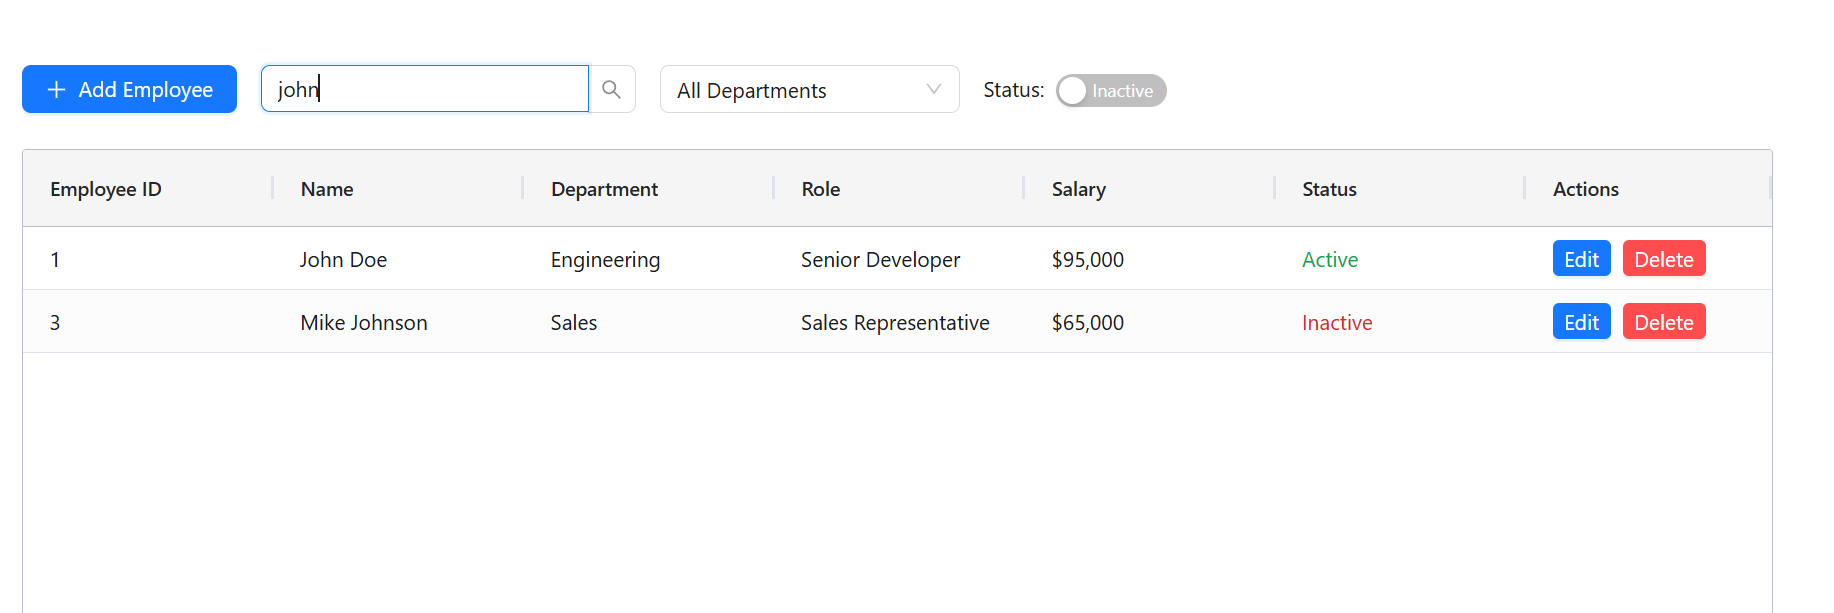 + Add Employee john All Departments Status: Inactive
Employee ID Name Department Role Salary Status Actions
1 John Doe Engineering Senior Developer $95,000 Active Edit Delete
3 Mike Johnson Sales Sales Representative $65,000 Inactive Edit Delete